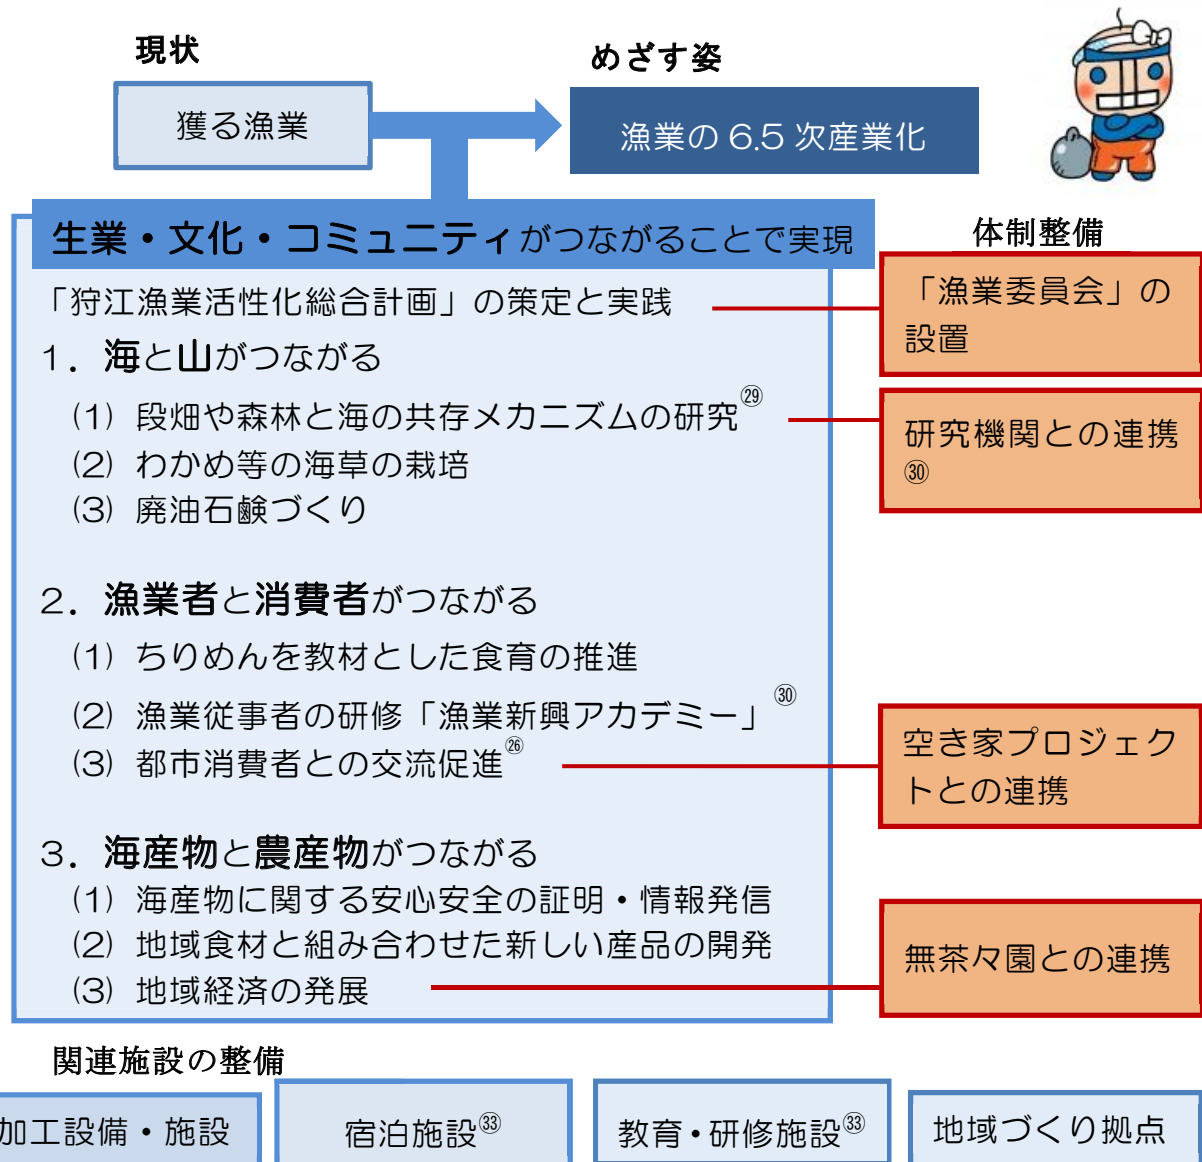 現状
めざす姿
獲る漁業
漁業の 6.5 次産業化
生業・文化・コミュニティがつながることで実現
体制整備
「狩江漁業活性化総合計画」の策定と実践
「漁業委員会」の
設置
1．海と山がつながる
(1) 段畑や森林と海の共存メカニズムの研究㉙
(2) わかめ等の海草の栽培
(3) 廃油石鹸づくり
研究機関との連携
㉚
2．漁業者と消費者がつながる
(1) ちりめんを教材とした食育の推進
(2) 漁業従事者の研修「漁業新興アカデミー」㉚
(3) 都市消費者との交流促進㉖
空き家プロジェク
トとの連携
3．海産物と農産物がつながる
(1) 海産物に関する安心安全の証明・情報発信
(2) 地域食材と組み合わせた新しい産品の開発
(3) 地域経済の発展
無茶々園との連携
関連施設の整備
加工設備・施設
宿泊施設㉝
教育・研修施設㉝
地域づくり拠点